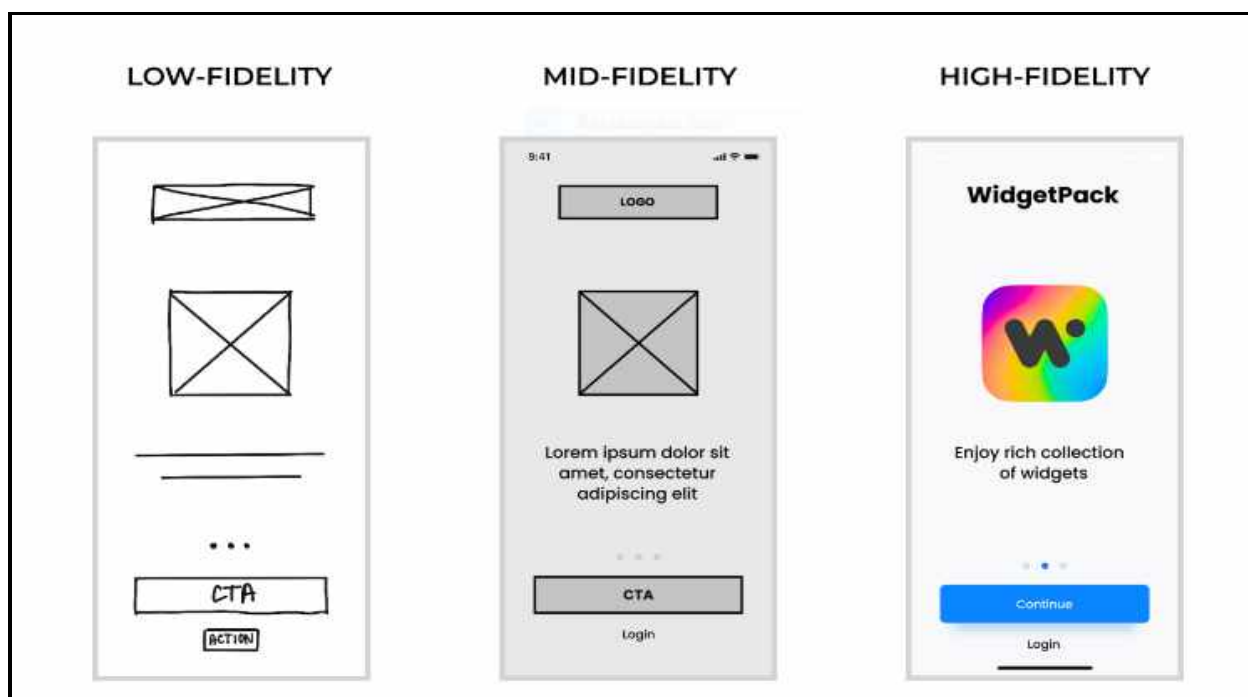 LOW-FIDELITY
CTA
ACTION
MID-FIDELITY
9:41
LOGO
Lorem ipsum dolor sit
amet, consectetur
adipiscing elit
CTA
Login
HIGH-FIDELITY
WidgetPack
W
Enjoy rich collection
of widgets
Continue
Login